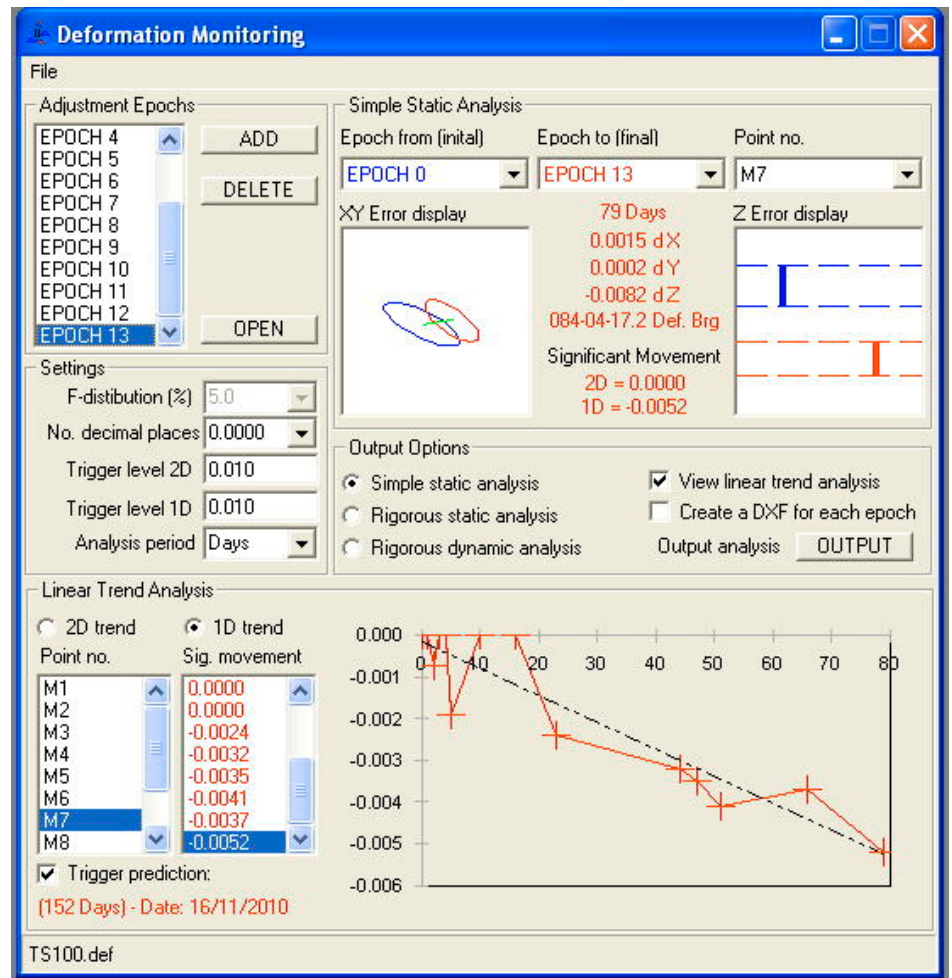 Deformation Monitoring
File
Adjustment Epochs
EPOCH 4
EPOCH 5
EPOCH 6
EPOCH 7
EPOCH 8
EPOCH 9
EPOCH 10
EPOCH 11
EPOCH 12
EPOCH 13
ADD
DELETE
OPEN
Simple Static Analysis
Epoch from (inital)
Epoch to (final)
Point no.
EPOCH 0
EPOCH 13
M7
XY Error display
79 Days
0.0015 dX
0.0002 dY
-0.0082 dZ
084-04-17.2 Def. Brg
Significant Movement
2D = 0.0000
1D = -0.0052
Z Error display
Settings
F-distibution (%) 5.0
No. decimal places 0.0000
Trigger level 2D 0.010
Trigger level 1D 0.010
Analysis period Days
Output Options
Simple static analysis
Rigorous static analysis
Rigorous dynamic analysis
View linear trend analysis
Create a DXF for each epoch
Output analysis OUTPUT
Linear Trend Analysis
2D trend
1D trend
Point no.
Sig. movement
M1
M2
M3
M4
M5
M6
M7
M8
0.0000
0.0000
-0.0024
-0.0032
-0.0035
-0.0041
-0.0037
-0.0052
Trigger prediction:
(152 Days) - Date: 16/11/2010
0.000
-0.001
-0.002
-0.003
-0.004
-0.005
-0.006
0 10 20 30 40 50 60 70 80
TS100.def